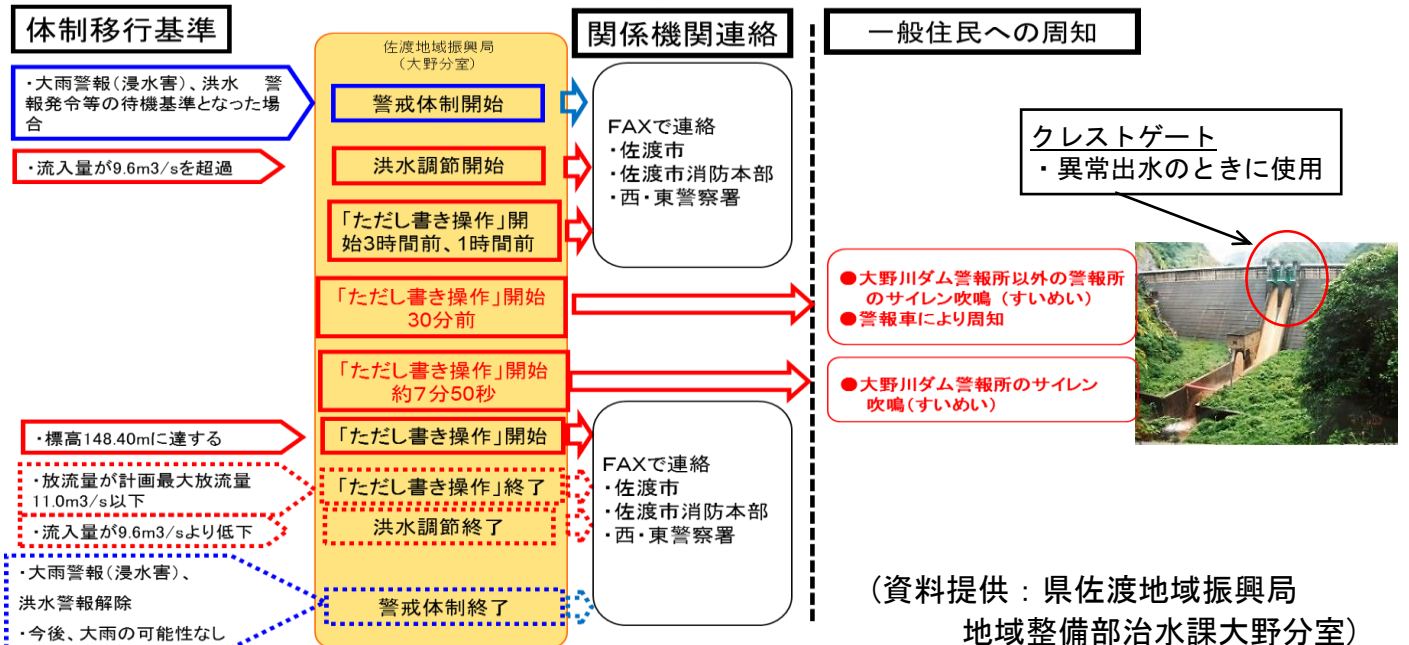 体制移行基準
・大雨警報(浸水害)、洪水　警
報発令等の待機基準となった場
合
・流入量が9.6m3/sを超過
・標高148.40mに達する
・放流量が計画最大放流量
11.0m3/s以下
・流入量が9.6m3/sより低下
・大雨警報(浸水害)、
洪水警報解除
・今後、大雨の可能性なし
佐渡地域振興局
(大野分室)
警戒体制開始
洪水調節開始
「ただし書き操作」開
始3時間前、1時間前
「ただし書き操作」開始
30分前
「ただし書き操作」開始
約7分50秒
「ただし書き操作」開始
「ただし書き操作」終了
洪水調節終了
警戒体制終了
関係機関連絡
FAXで連絡
・佐渡市
・佐渡市消防本部
・西・東警察署
FAXで連絡
・佐渡市
・佐渡市消防本部
・西・東警察署
一般住民への周知
クレストゲート
・異常出水のときに使用
●大野川ダム警報所以外の警報所
のサイレン吹鳴（すいめい）
●警報車により周知
●大野川ダム警報所のサイレン
吹鳴（すいめい）
（資料提供：県佐渡地域振興局
地域整備部治水課大野分室）